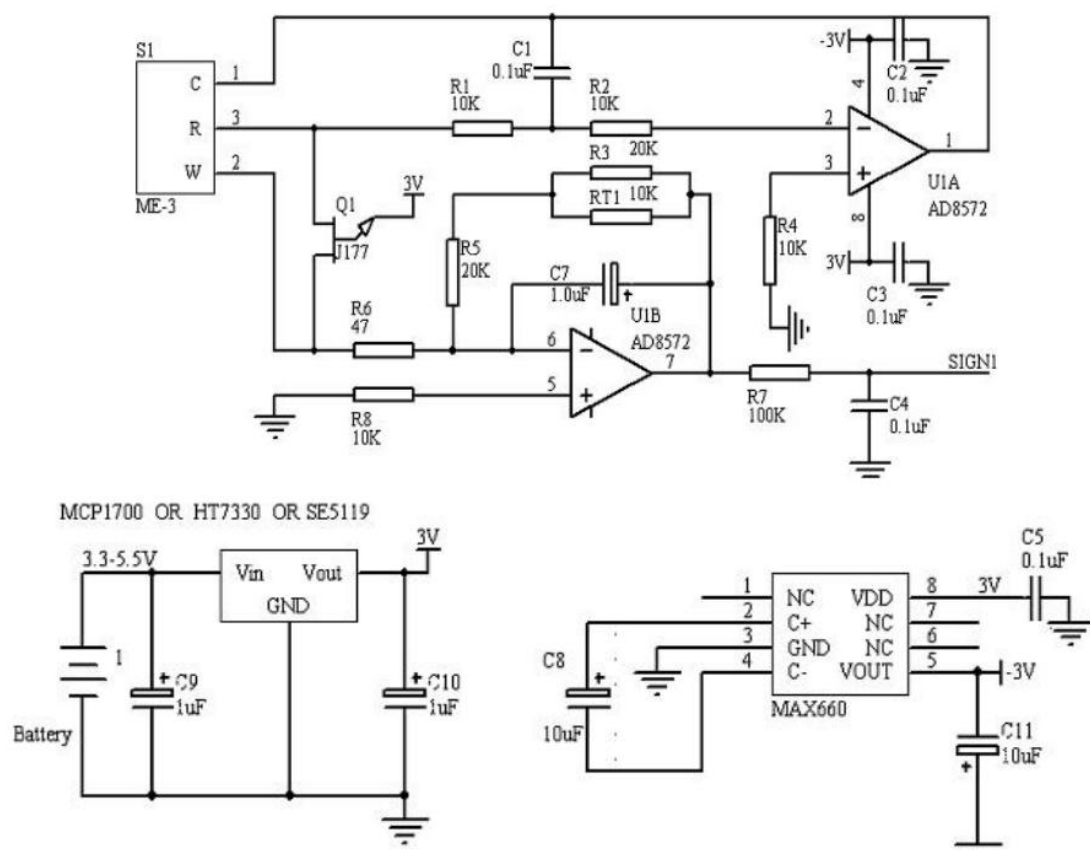 S1
C
R
W
ME-3
1
3
2
C1
0.1uF
R1
10K
R2
10K
20K
R3
10K
RT1
Q1
J177
3V
R5
20K
C7
1.0uF
U1B
AD8572
R6
47
6
5
7
R8
10K
-3V
C2
0.1uF
4
2
3
1
U1A
AD8572
8
R4
10K
3V
C3
0.1uF
R7
100K
SIGN1
C4
0.1uF
MCP1700 OR HT7330 OR SE5119
3.3-5.5V
Vin Vout
GND
3V
1
C9
1uF
C10
1uF
Battery
1 NC VDD 8 3V
2 C+ NC 7
3 GND NC 6
4 C- VOUT 5
MAX660
C5
0.1uF
-3V
C8
10uF
C11
10uF